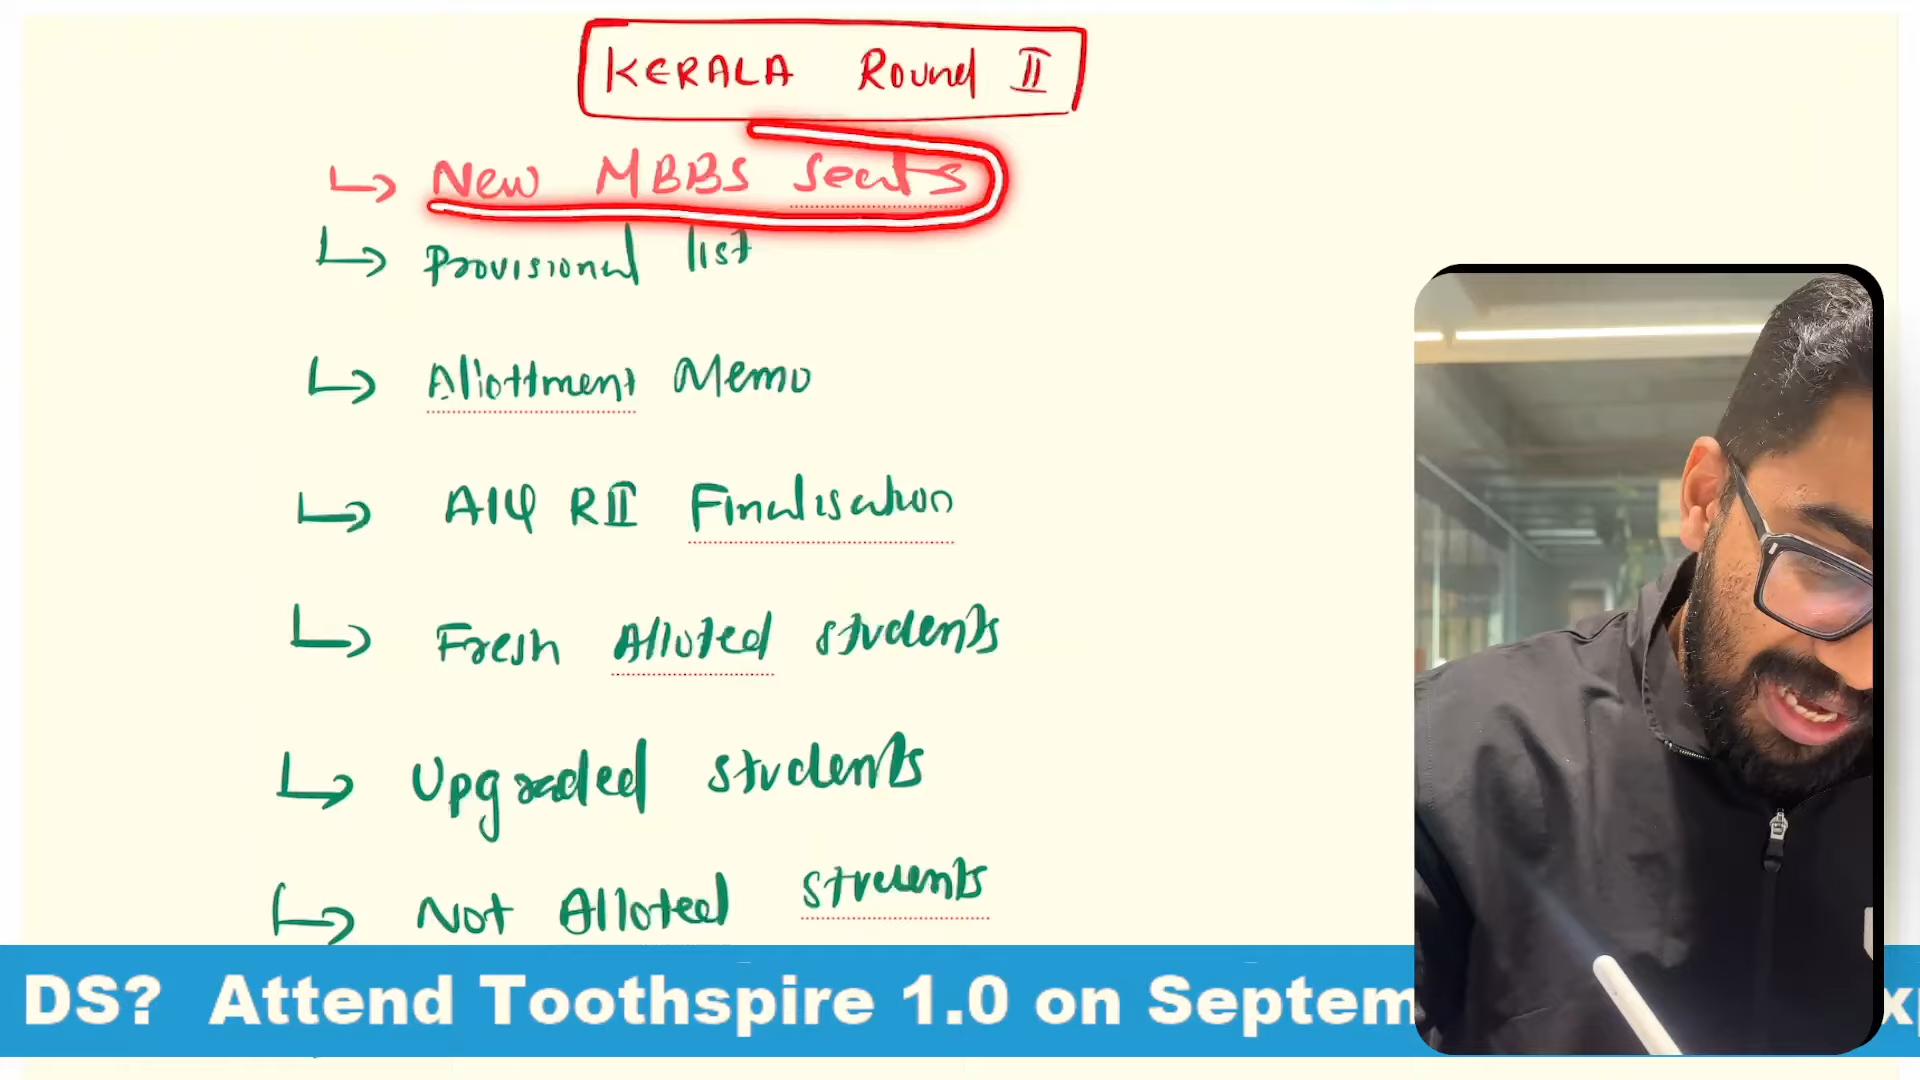 KERALA Round II
↳ New MBBS Seats
↳ Provisional list
↳ Allottment Memo
↳ AIQ RII Finalisation
↳ Fresh Alloted students
↳ Upgraded students
↳ Not Alloted students
DS? Attend Toothspire 1.0 on Septem